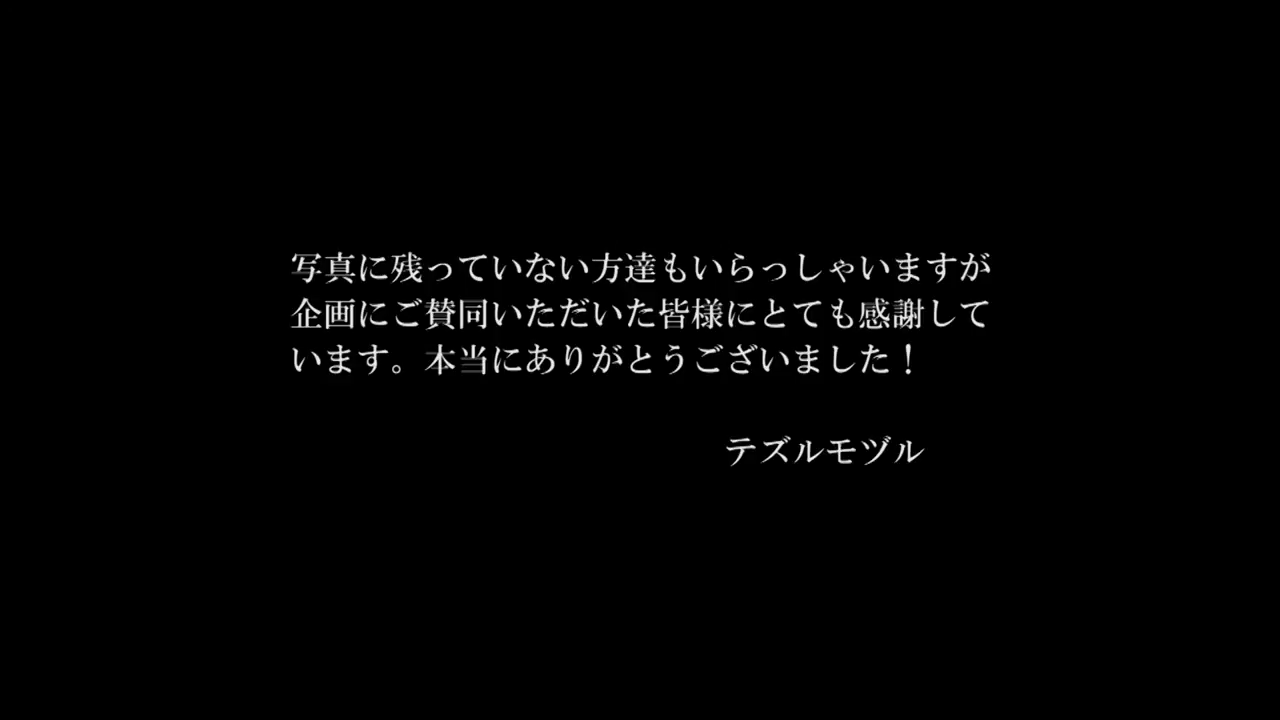 写真に残っていない方達もいらっしゃいますが
企画にご賛同いただいた皆様にとても感謝して
います。本当にありがとうございました！
テズルモヅル